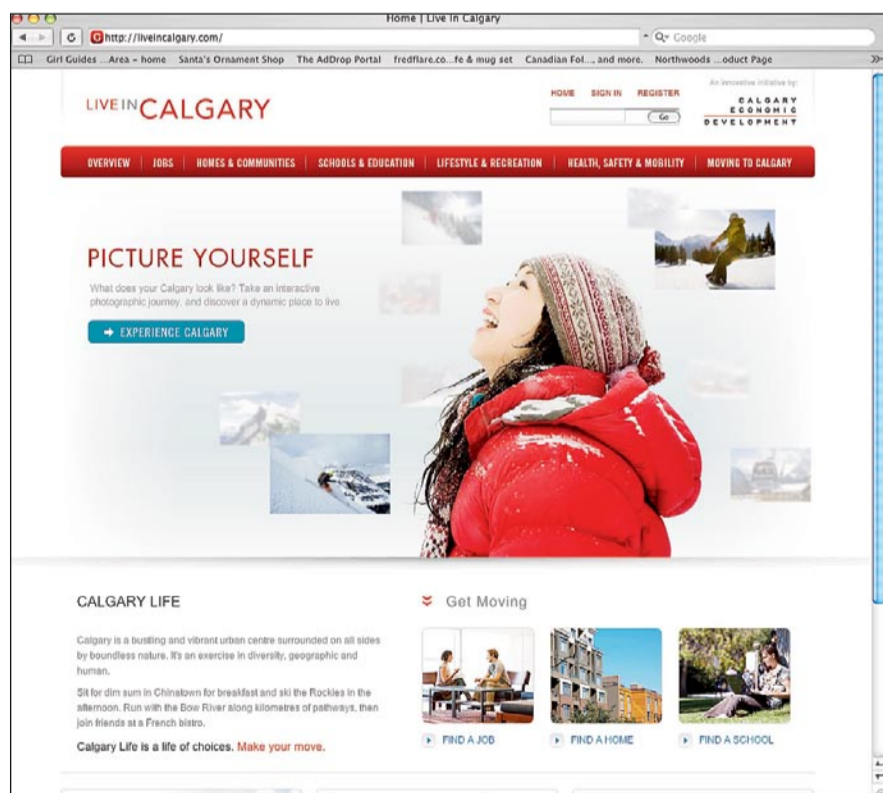 Home | Live In Calgary
http://liveincalgary.com/
Google
Girl Guides ...Area - home Santa's Ornament Shop The AdDrop Portal fredflare.co...fe & mug set Canadian Fol..., and more. Northwoods ...oduct Page
An innovative initiative by:
HOME SIGN IN REGISTER
LIVE IN CALGARY
Go
CALGARY
ECONOMIC
DEVELOPMENT
OVERVIEW JOBS HOMES & COMMUNITIES SCHOOLS & EDUCATION LIFESTYLE & RECREATION HEALTH, SAFETY & MOBILITY MOVING TO CALGARY
PICTURE YOURSELF
What does your Calgary look like? Take an interactive
photographic journey, and discover a dynamic place to live.
EXPERIENCE CALGARY
CALGARY LIFE
Calgary is a bustling and vibrant urban centre surrounded on all sides
by boundless nature. It's an exercise in diversity, geographic and
human.
Sit for dim sum in Chinatown for breakfast and ski the Rockies in the
afternoon. Run with the Bow River along kilometres of pathways, then
join friends at a French bistro.
Calgary Life is a life of choices. Make your move.
Get Moving
FIND A JOB FIND A HOME FIND A SCHOOL